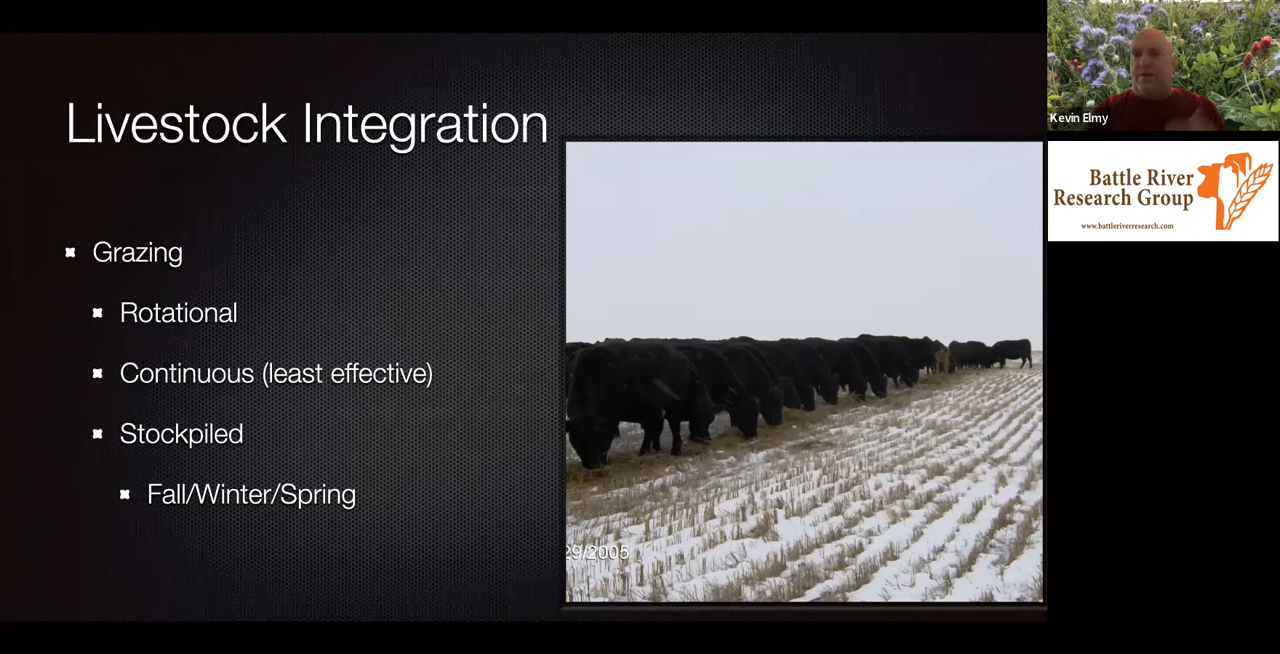 Livestock Integration
Grazing
Rotational
Continuous (least effective)
Stockpiled
Fall/Winter/Spring
29/2005
Kevin Elmy
Battle River
Research Group
www.battleriverresearch.com